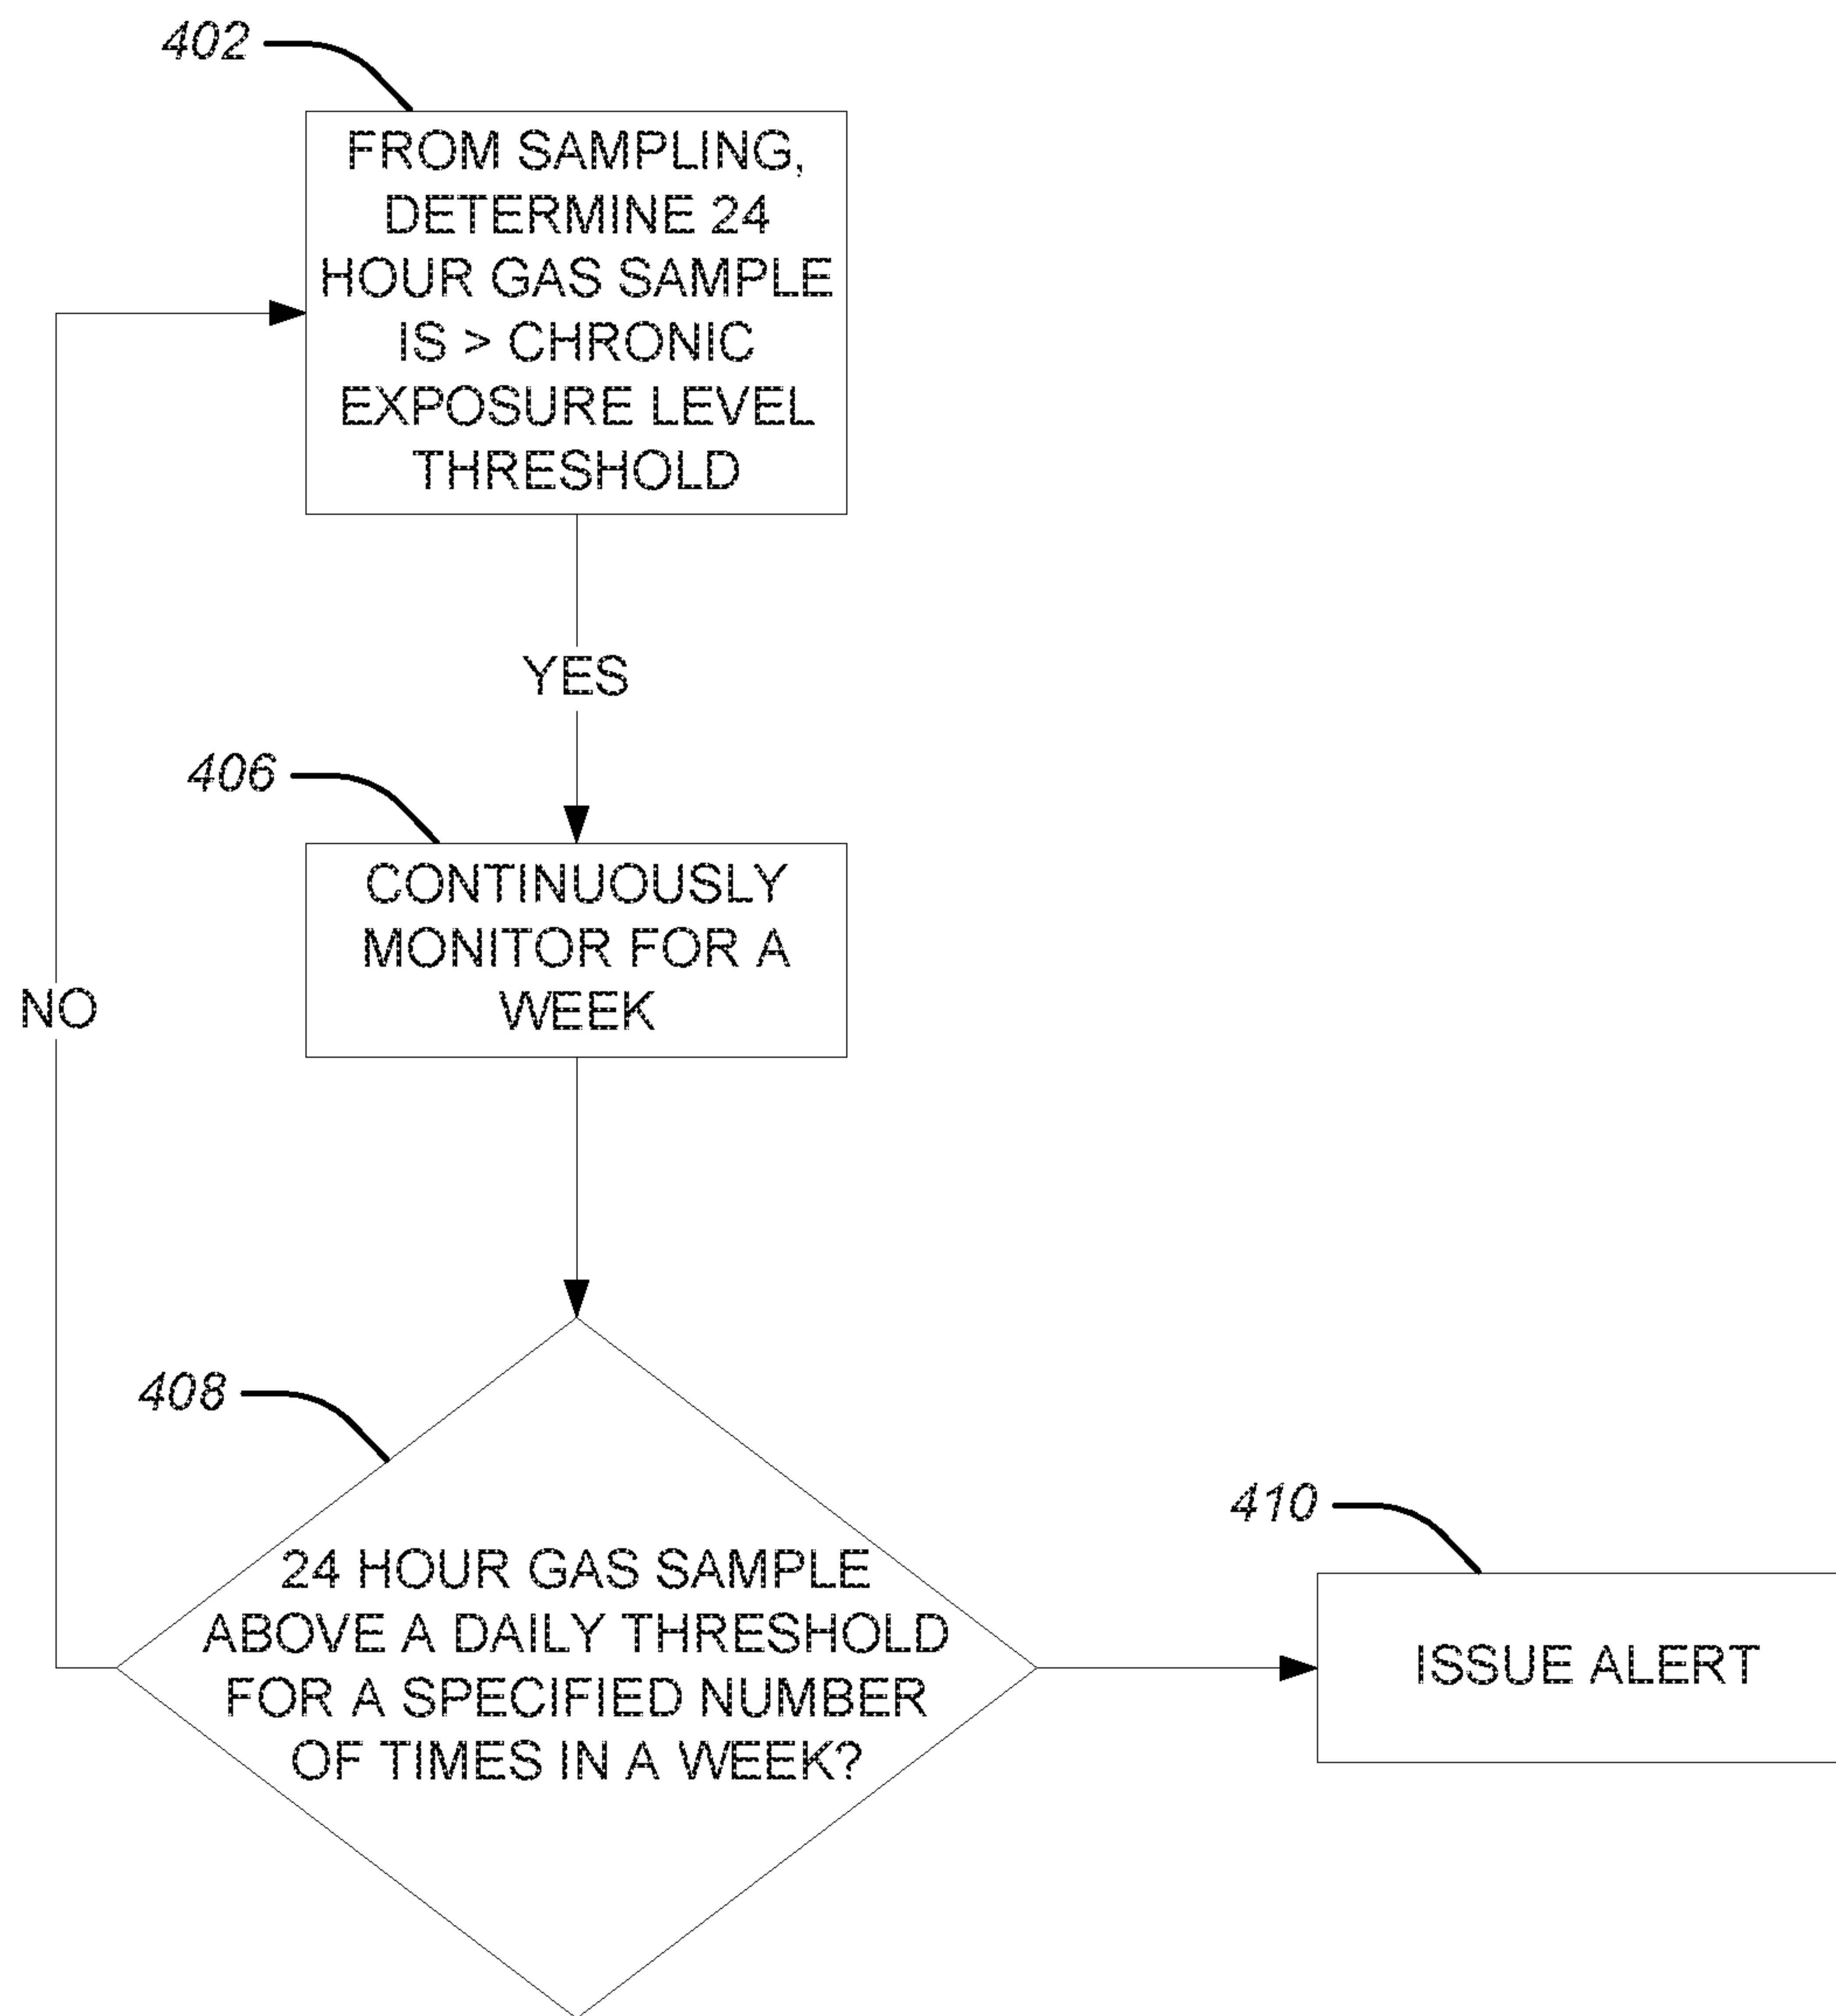 402
FROM SAMPLING,
DETERMINE 24
HOUR GAS SAMPLE
IS > CHRONIC
EXPOSURE LEVEL
THRESHOLD
YES
406
CONTINUOUSLY
MONITOR FOR A
WEEK
NO
408
24 HOUR GAS SAMPLE
ABOVE A DAILY THRESHOLD
FOR A SPECIFIED NUMBER
OF TIMES IN A WEEK?
410
ISSUE ALERT